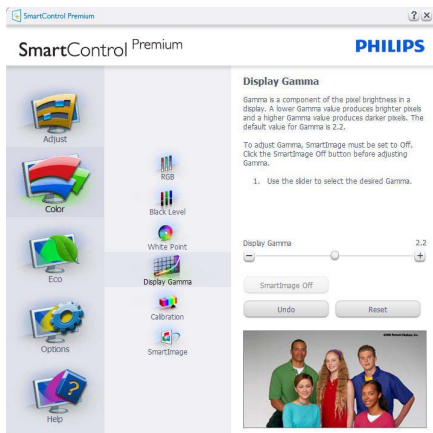 SmartControl Premium
? X
SmartControl Premium
PHILIPS
Adjust
Color
Eco
Options
Help
RGB
Black Level
White Point
Display Gamma
Calibration
SmartImage
Display Gamma
Gamma is a component of the pixel brightness in a
display. A lower Gamma value produces brighter pixels
and a higher Gamma value produces darker pixels. The
default value for Gamma is 2.2.
To adjust Gamma, SmartImage must be set to Off.
Click the SmartImage Off button before adjusting
Gamma.
1. Use the slider to select the desired Gamma.
Display Gamma 2.2
SmartImage Off
Undo Reset